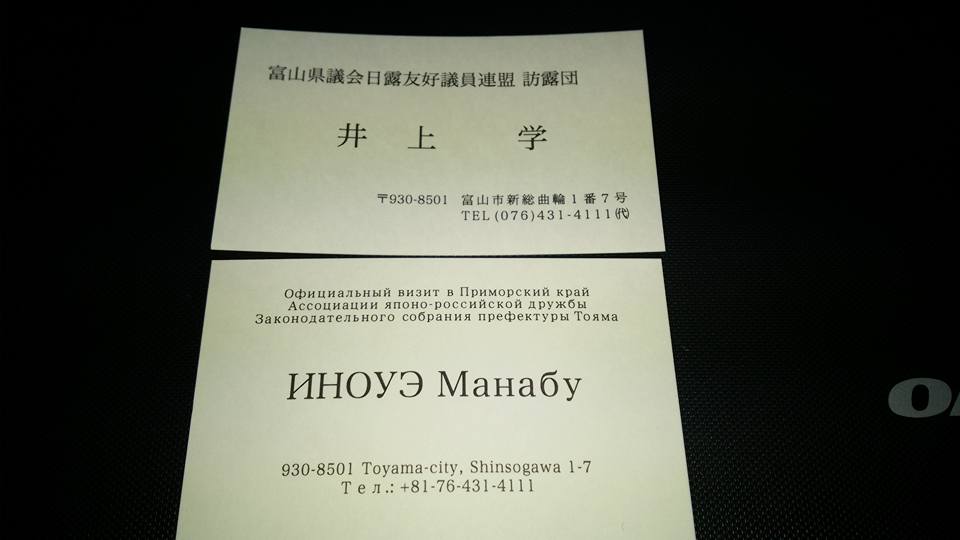 富山県議会日露友好議員連盟 訪露団
井上 学
〒930-8501 富山市新総曲輪1番7号
TEL(076)431-4111㈹
Официальный визит в Приморский край
Ассоциации японо-российской дружбы
Законодательного собрания префектуры Тояма
ИНОУЭ Манабу
930-8501 Toyama-city, Shinsogawa 1-7
Тел.: +81-76-431-4111